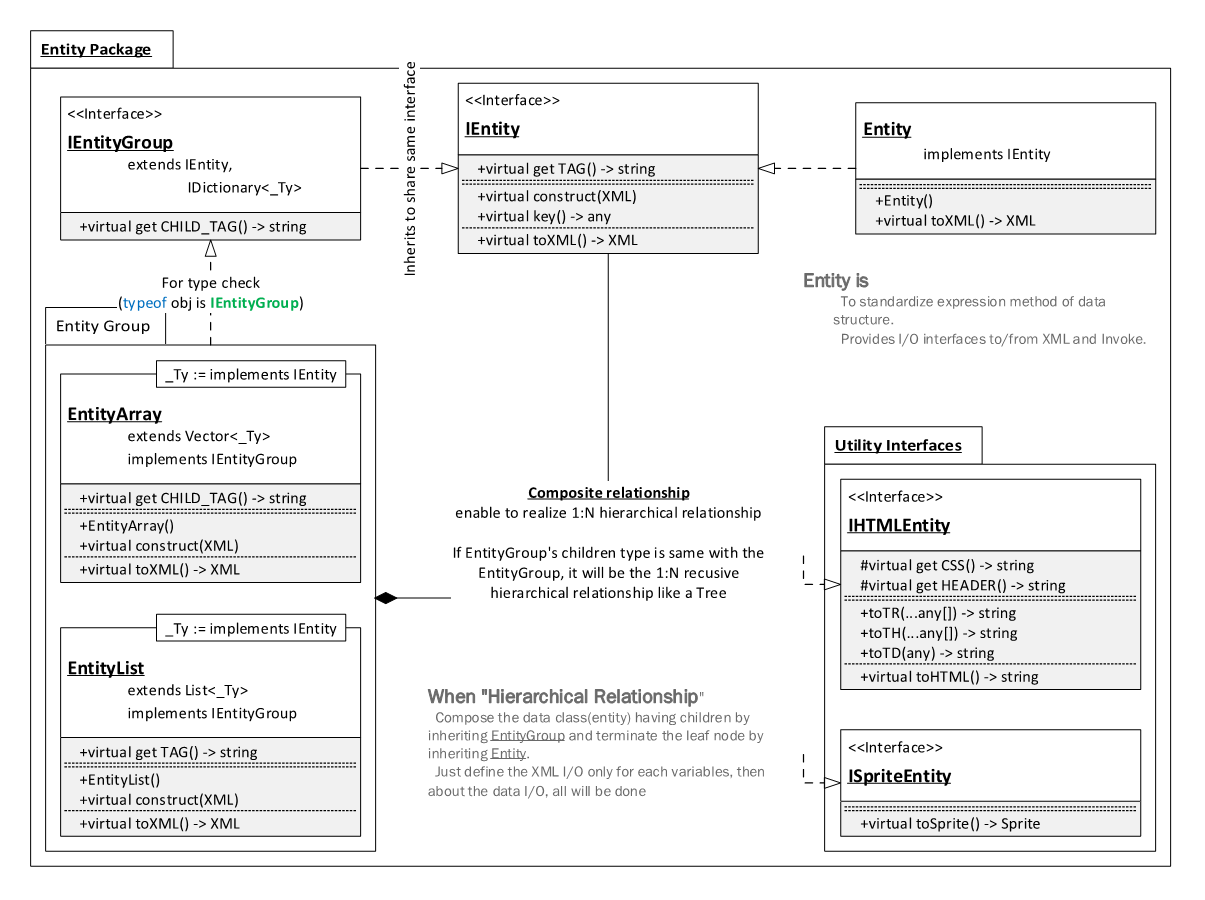 Entity Package
<<Interface>>
IEntityGroup
extends IEntity,
IDictionary<_Ty>
+virtual get CHILD_TAG() -> string
Inherits to share same interface
<<Interface>>
IEntity
+virtual get TAG() -> string
+virtual construct(XML)
+virtual key() -> any
+virtual toXML() -> XML
Entity
implements IEntity
+Entity()
+virtual toXML() -> XML
For type check
(typeof obj is IEntityGroup)
Entity is
To standardize expression method of data
structure.
Provides I/O interfaces to/from XML and Invoke.
Entity Group
_Ty := implements IEntity
EntityArray
extends Vector<_Ty>
implements IEntityGroup
+virtual get CHILD_TAG() -> string
+EntityArray()
+virtual construct(XML)
+virtual toXML() -> XML
_Ty := implements IEntity
EntityList
extends List<_Ty>
implements IEntityGroup
+virtual get TAG() -> string
+EntityList()
+virtual construct(XML)
+virtual toXML() -> XML
Composite relationship
enable to realize 1:N hierarchical relationship
If EntityGroup's children type is same with the
EntityGroup, it will be the 1:N recusive
hierarchical relationship like a Tree
When "Hierarchical Relationship"
Compose the data class(entity) having children by
inheriting EntityGroup and terminate the leaf node by
inheriting Entity.
Just define the XML I/O only for each variables, then
about the data I/O, all will be done
Utility Interfaces
<<Interface>>
IHTMLEntity
#virtual get CSS() -> string
#virtual get HEADER() -> string
+toTR(...any[]) -> string
+toTH(...any[]) -> string
+toTD(any) -> string
+virtual toHTML() -> string
<<Interface>>
ISpriteEntity
+virtual toSprite() -> Sprite